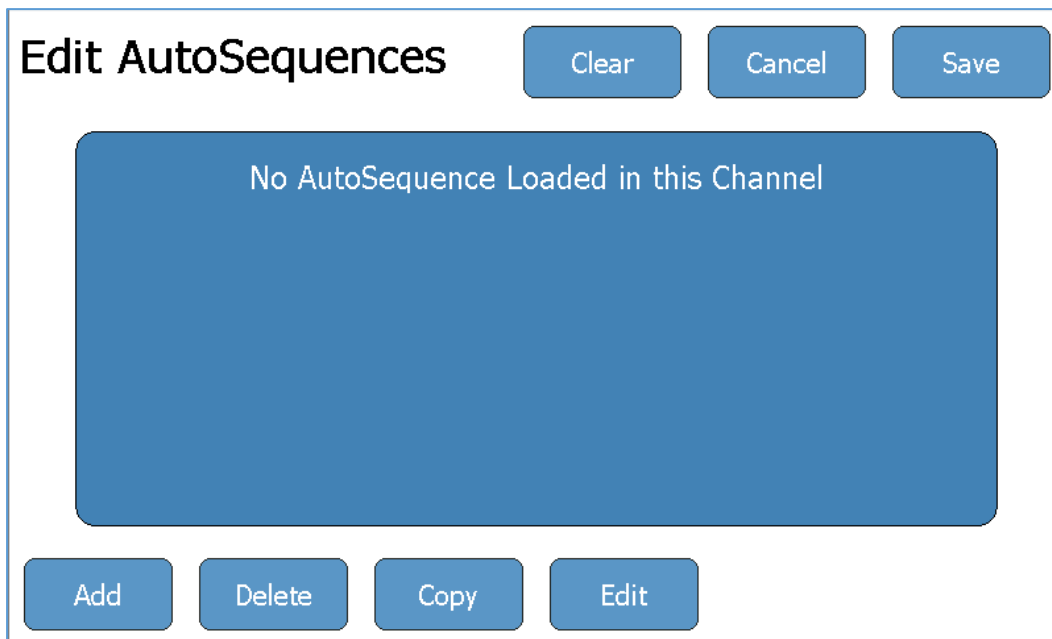 Edit AutoSequences
Clear
Cancel
Save
No AutoSequence Loaded in this Channel
Add
Delete
Copy
Edit